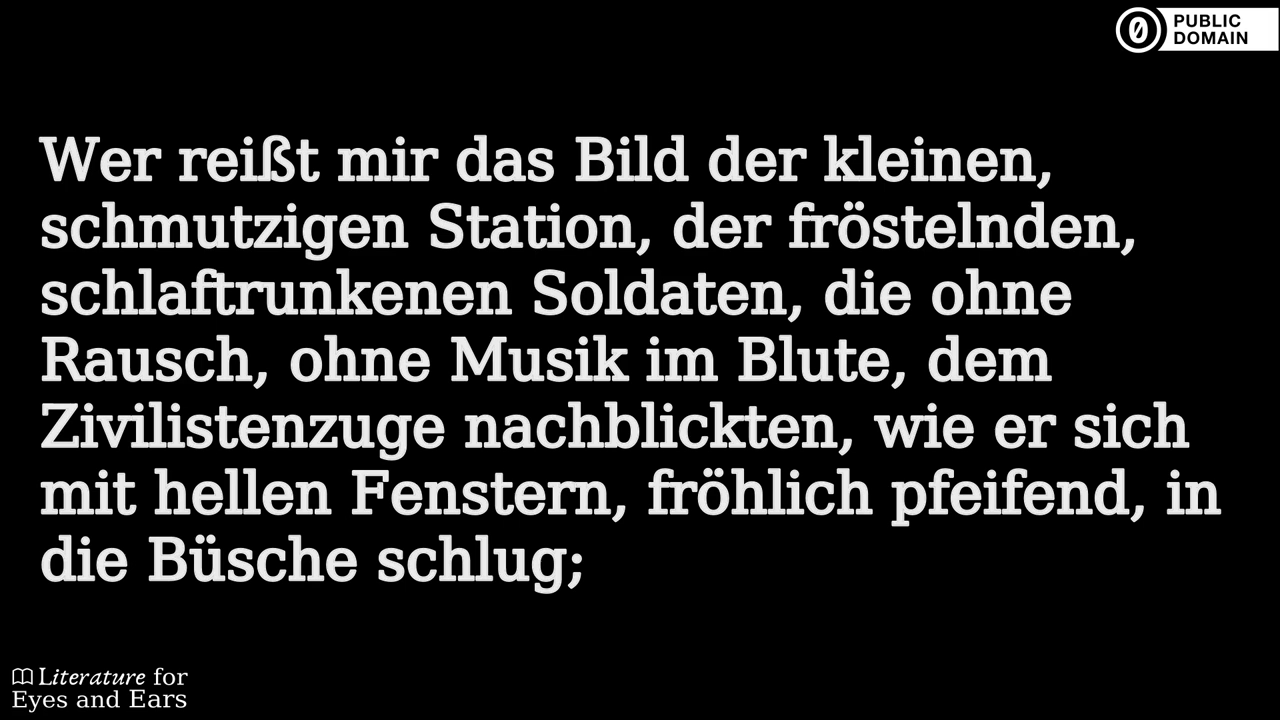 PUBLIC
DOMAIN
Wer reißt mir das Bild der kleinen,
schmutzigen Station, der fröstelnden,
schlaftrunkenen Soldaten, die ohne
Rausch, ohne Musik im Blute, dem
Zivilistenzuge nachblickten, wie er sich
mit hellen Fenstern, fröhlich pfeifend, in
die Büsche schlug;
Literature for
Eyes and Ears